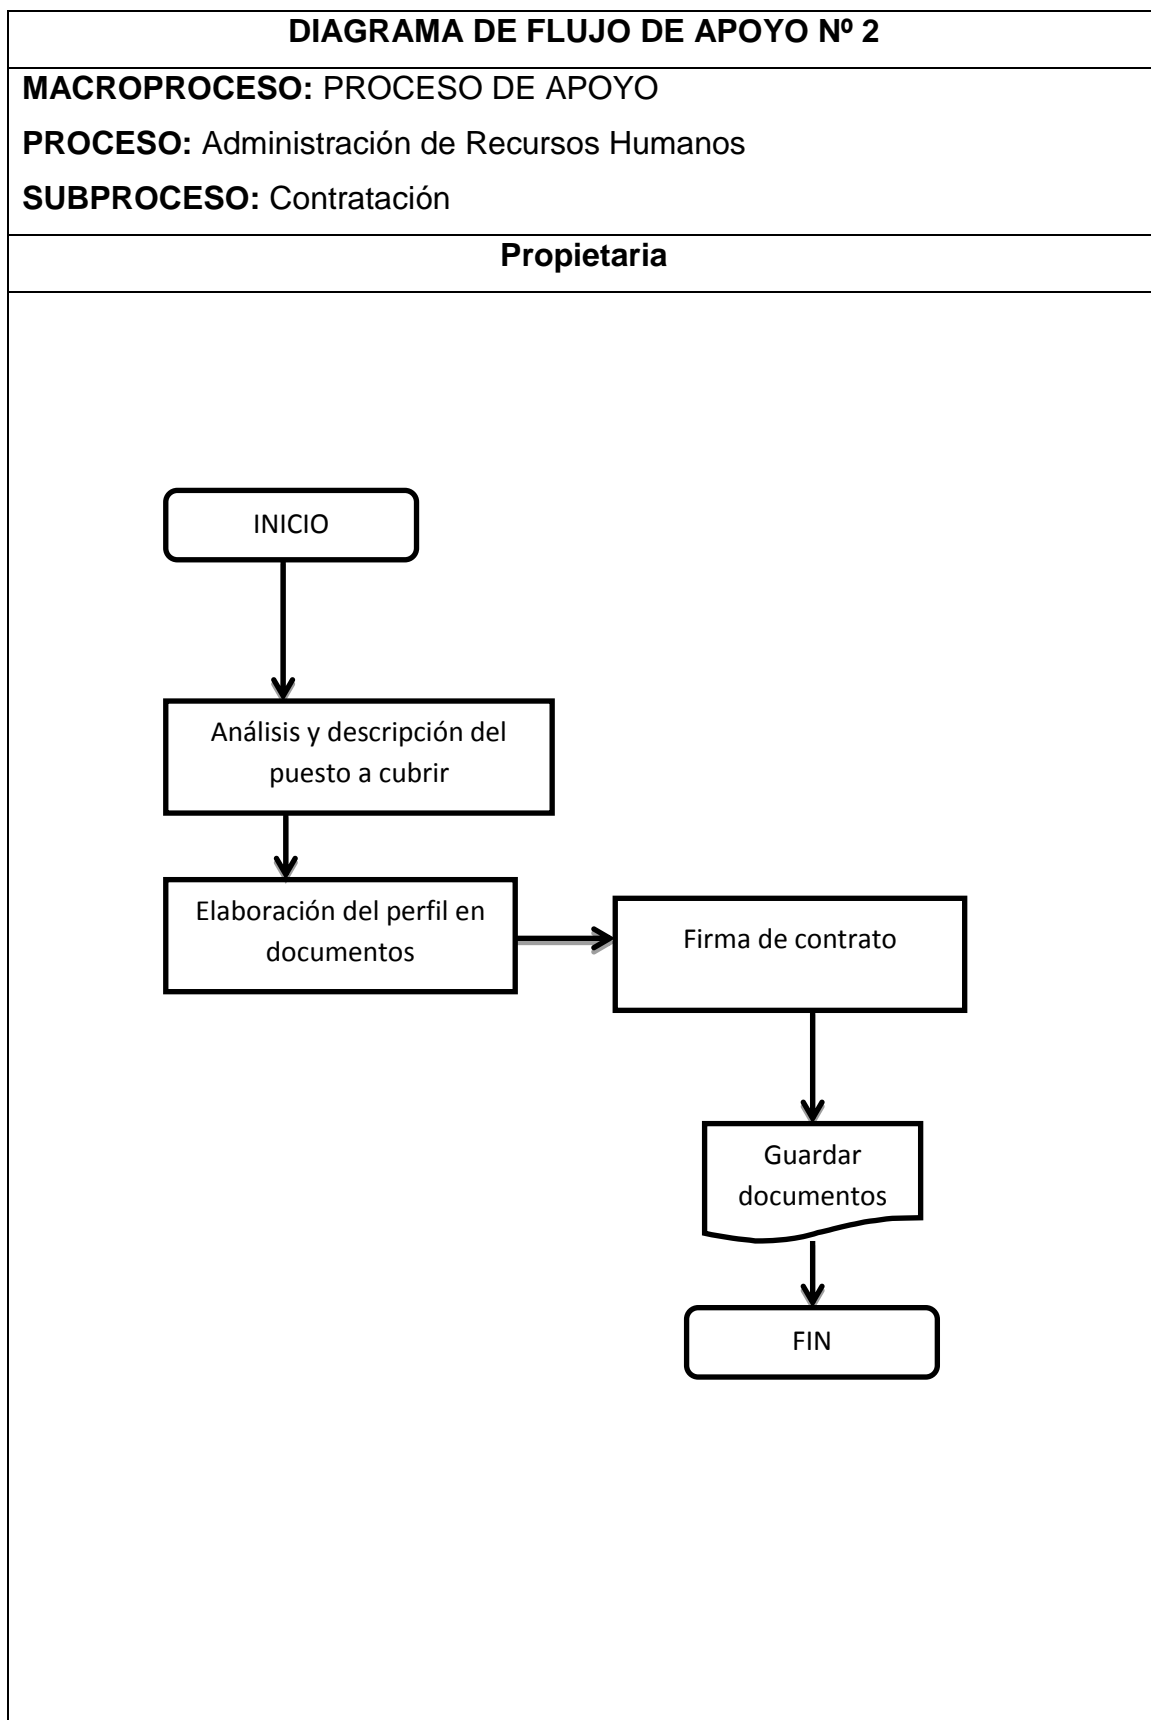 DIAGRAMA DE FLUJO DE APOYO Nº 2
MACROPROCESO: PROCESO DE APOYO
PROCESO: Administración de Recursos Humanos
SUBPROCESO: Contratación
Propietaria
INICIO
Análisis y descripción del
puesto a cubrir
Elaboración del perfil en
documentos
Firma de contrato
Guardar
documentos
FIN